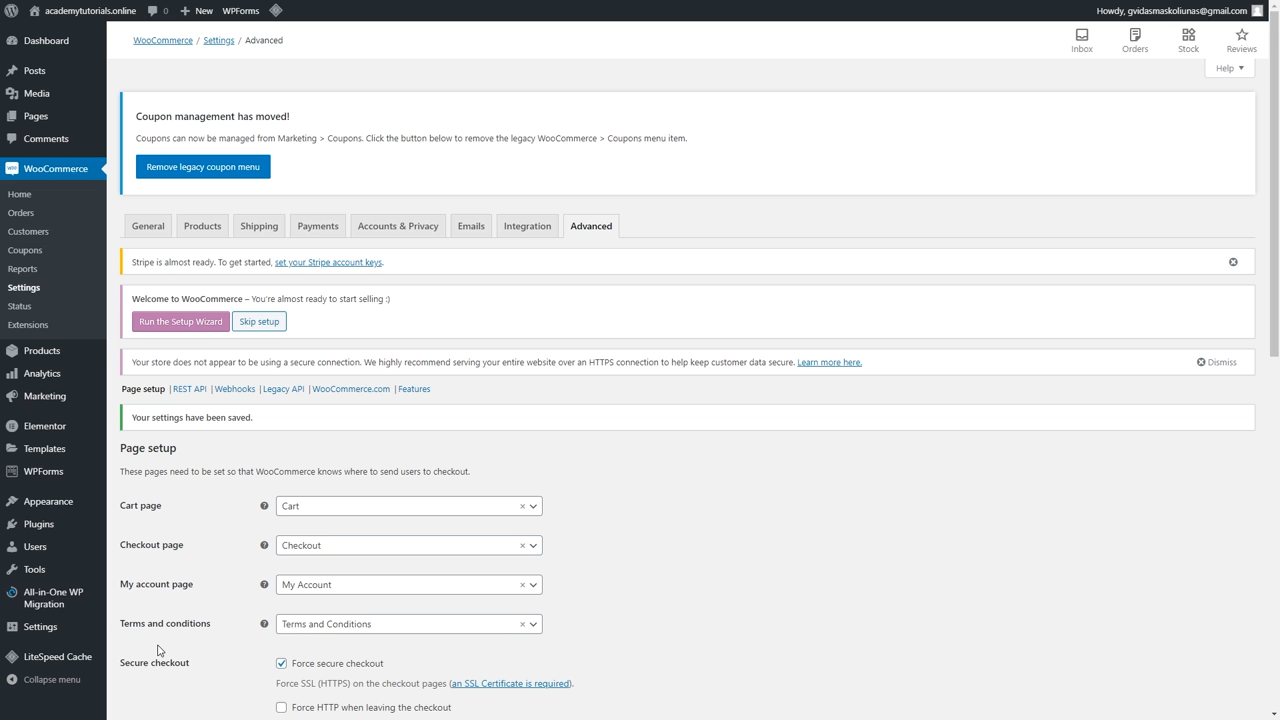 academytutorials.online 0 New WPForms Howdy, gvidasmaskoliunas@gmail.com
Dashboard
Posts
Media
Pages
Comments
WooCommerce
Home
Orders
Customers
Coupons
Reports
Settings
Status
Extensions
Products
Analytics
Marketing
Elementor
Templates
WPForms
Appearance
Plugins
Users
Tools
All-in-One WP
Migration
Settings
LiteSpeed Cache
Collapse menu
WooCommerce / Settings / Advanced
Inbox Orders Stock Reviews
Help
Coupon management has moved!
Coupons can now be managed from Marketing > Coupons. Click the button below to remove the legacy WooCommerce > Coupons menu item.
Remove legacy coupon menu
General Products Shipping Payments Accounts & Privacy Emails Integration Advanced
Stripe is almost ready. To get started, set your Stripe account keys.
Welcome to WooCommerce – You're almost ready to start selling :)
Run the Setup Wizard Skip setup
Your store does not appear to be using a secure connection. We highly recommend serving your entire website over an HTTPS connection to help keep customer data secure. Learn more here. Dismiss
Page setup | REST API | Webhooks | Legacy API | WooCommerce.com | Features
Your settings have been saved.
Page setup
These pages need to be set so that WooCommerce knows where to send users to checkout.
Cart page ? Cart ×
Checkout page ? Checkout ×
My account page ? My Account ×
Terms and conditions ? Terms and Conditions ×
Secure checkout Force secure checkout
Force SSL (HTTPS) on the checkout pages (an SSL Certificate is required).
Force HTTP when leaving the checkout